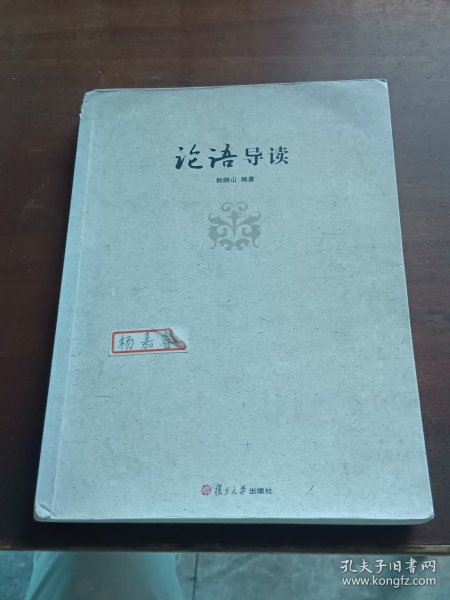 论语导读
鲍鹏山 编著
杨嘉
复旦大学出版社
孔夫子旧书网
www.kongfz.com